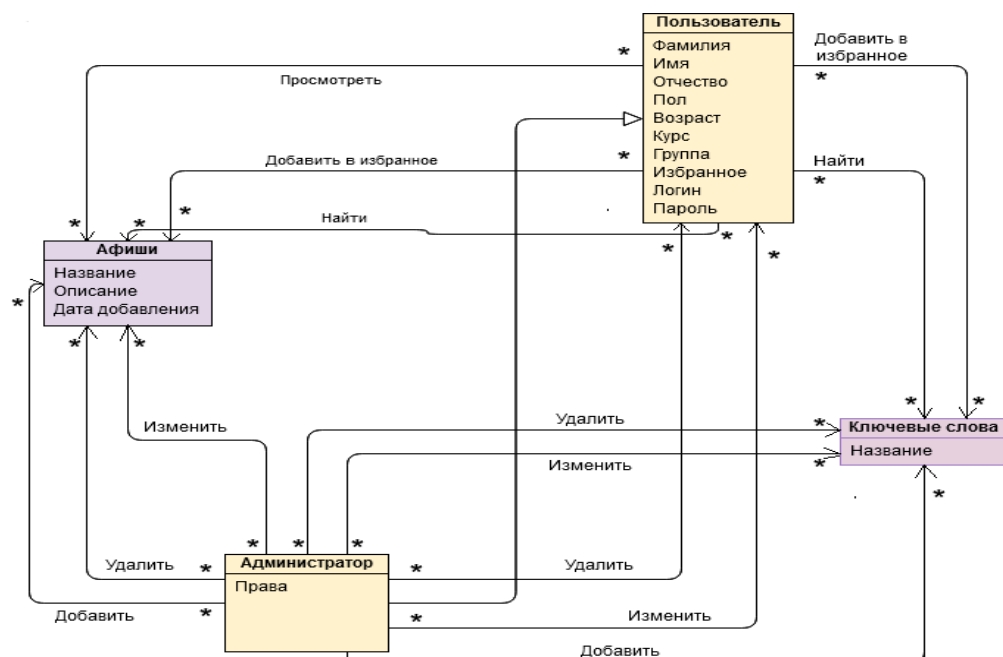 Пользователь
Фамилия
Имя
Отчество
Пол
Возраст
Курс
Группа
Избранное
Логин
Пароль
Добавить в
избранное
*
*
Просмотреть
Добавить в избранное
*
Найти
*
Найти
*
*
*
*
*
*
*
Афиши
Название
Описание
Дата добавления
*
*
*
Изменить
Удалить
*
*
*
Ключевые слова
Название
Изменить
*
*
*
*
*
Администратор
Права
Удалить
*
*
Удалить
Добавить
*
*
Изменить
Добавить